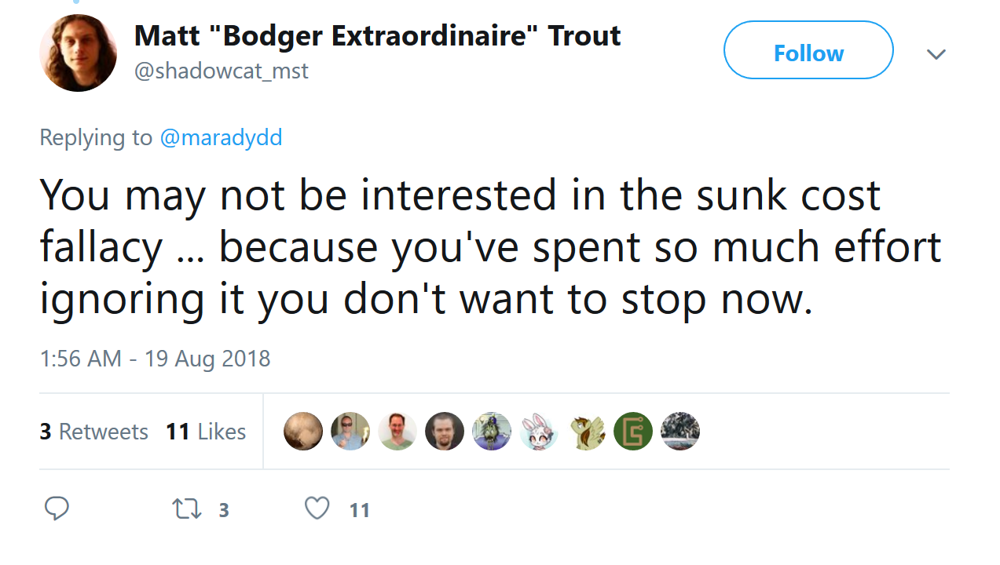 Matt "Bodger Extraordinaire" Trout
@shadowcat_mst
Follow
Replying to @maradydd
You may not be interested in the sunk cost
fallacy ... because you've spent so much effort
ignoring it you don't want to stop now.
1:56 AM - 19 Aug 2018
3 Retweets 11 Likes
3 11